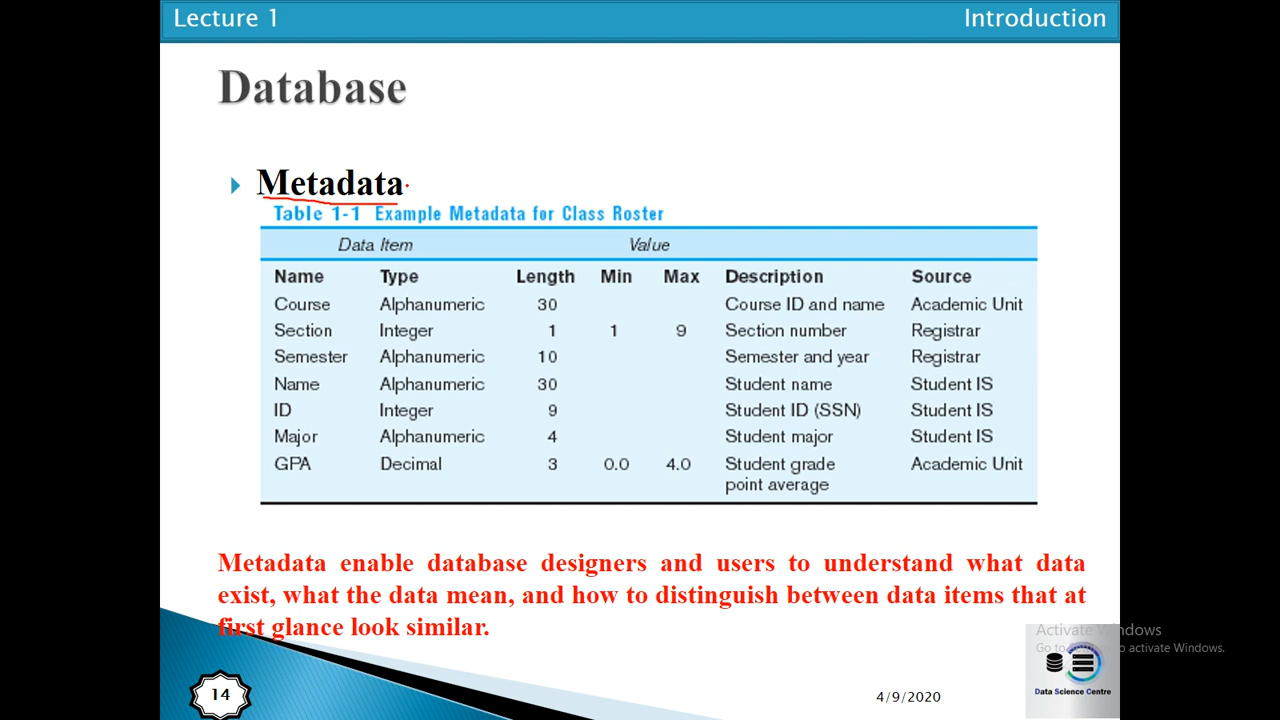 Lecture 1 Introduction
Database
Metadata
Table 1-1 Example Metadata for Class Roster
Data Item Value
Name Type Length Min Max Description Source
Course Alphanumeric 30 Course ID and name Academic Unit
Section Integer 1 1 9 Section number Registrar
Semester Alphanumeric 10 Semester and year Registrar
Name Alphanumeric 30 Student name Student IS
ID Integer 9 Student ID (SSN) Student IS
Major Alphanumeric 4 Student major Student IS
GPA Decimal 3 0.0 4.0 Student grade Academic Unit
point average
Metadata enable database designers and users to understand what data
exist, what the data mean, and how to distinguish between data items that at
first glance look similar.
Activate
Go to to activate Windows.
Data Science Centre
14 4/9/2020